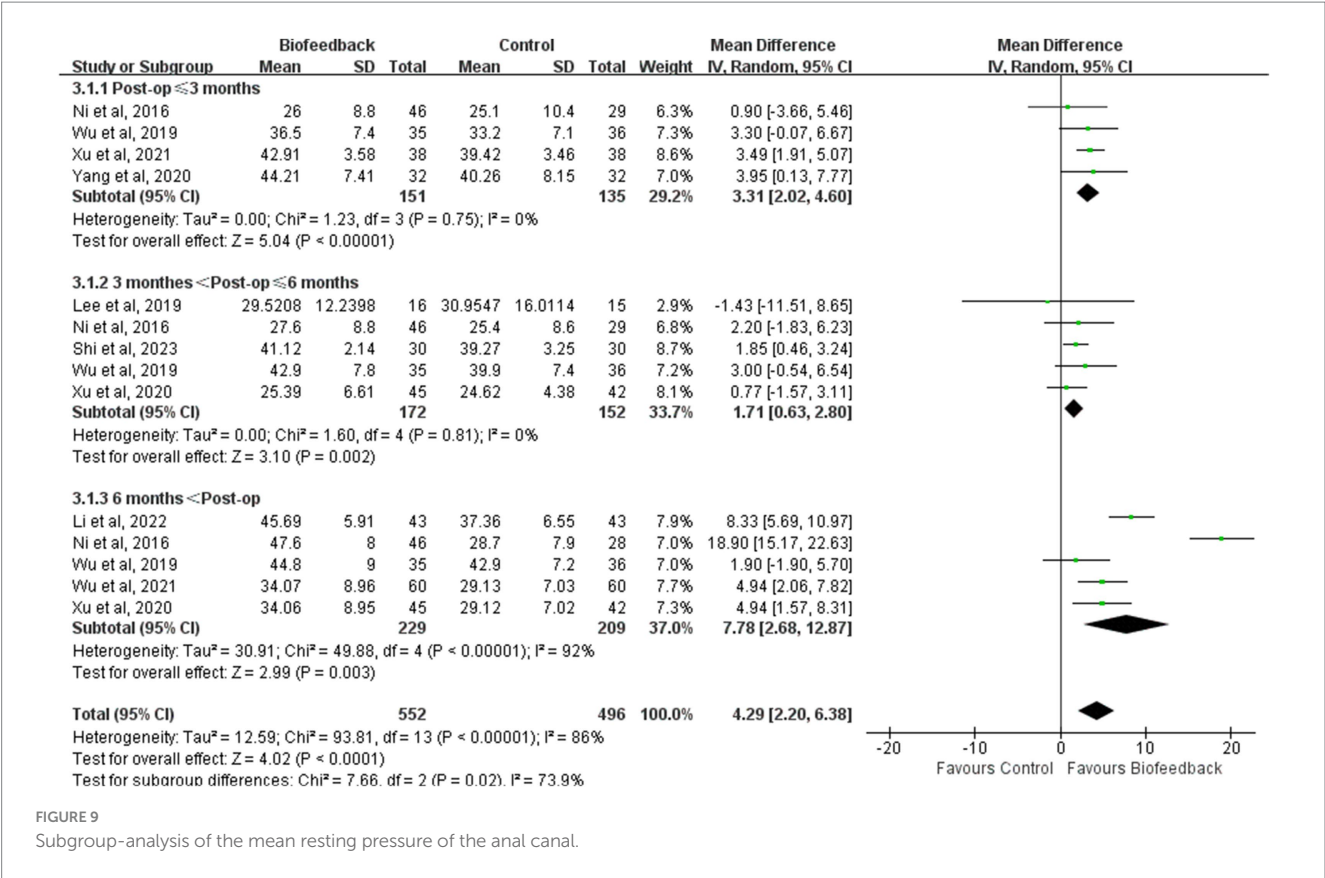 Biofeedback Control Mean Difference Mean Difference
Study or Subgroup Mean SD Total Mean SD Total Weight IV, Random, 95% CI IV, Random, 95% CI
3.1.1 Post-op ≤3 months
Ni et al, 2016 26 8.8 46 25.1 10.4 29 6.3% 0.90 [-3.66, 5.46]
Wu et al, 2019 36.5 7.4 35 33.2 7.1 36 7.3% 3.30 [-0.07, 6.67]
Xu et al, 2021 42.91 3.58 38 39.42 3.46 38 8.6% 3.49 [1.91, 5.07]
Yang et al, 2020 44.21 7.41 32 40.26 8.15 32 7.0% 3.95 [0.13, 7.77]
Subtotal (95% CI) 151 135 29.2% 3.31 [2.02, 4.60]
Heterogeneity: Tau² = 0.00; Chi² = 1.23, df = 3 (P = 0.75); I² = 0%
Test for overall effect: Z = 5.04 (P < 0.00001)
3.1.2 3 monthes <Post-op ≤6 months
Lee et al, 2019 29.5208 12.2398 16 30.9547 16.0114 15 2.9% -1.43 [-11.51, 8.65]
Ni et al, 2016 27.6 8.8 46 25.4 8.6 29 6.8% 2.20 [-1.83, 6.23]
Shi et al, 2023 41.12 2.14 30 39.27 3.25 30 8.7% 1.85 [0.46, 3.24]
Wu et al, 2019 42.9 7.8 35 39.9 7.4 36 7.2% 3.00 [-0.54, 6.54]
Xu et al, 2020 25.39 6.61 45 24.62 4.38 42 8.1% 0.77 [-1.57, 3.11]
Subtotal (95% CI) 172 152 33.7% 1.71 [0.63, 2.80]
Heterogeneity: Tau² = 0.00; Chi² = 1.60, df = 4 (P = 0.81); I² = 0%
Test for overall effect: Z = 3.10 (P = 0.002)
3.1.3 6 months <Post-op
Li et al, 2022 45.69 5.91 43 37.36 6.55 43 7.9% 8.33 [5.69, 10.97]
Ni et al, 2016 47.6 8 46 28.7 7.9 28 7.0% 18.90 [15.17, 22.63]
Wu et al, 2019 44.8 9 35 42.9 7.2 36 7.0% 1.90 [-1.90, 5.70]
Wu et al, 2021 34.07 8.96 60 29.13 7.03 60 7.7% 4.94 [2.06, 7.82]
Xu et al, 2020 34.06 8.95 45 29.12 7.02 42 7.3% 4.94 [1.57, 8.31]
Subtotal (95% CI) 229 209 37.0% 7.78 [2.68, 12.87]
Heterogeneity: Tau² = 30.91; Chi² = 49.88, df = 4 (P < 0.00001); I² = 92%
Test for overall effect: Z = 2.99 (P = 0.003)
Total (95% CI) 552 496 100.0% 4.29 [2.20, 6.38]
Heterogeneity: Tau² = 12.59; Chi² = 93.81, df = 13 (P < 0.00001); I² = 86%
Test for overall effect: Z = 4.02 (P < 0.0001)
Test for subgroup differences: Chi² = 7.66, df = 2 (P = 0.02), I² = 73.9%
-20 -10 0 10 20
Favours Control Favours Biofeedback
FIGURE 9
Subgroup-analysis of the mean resting pressure of the anal canal.